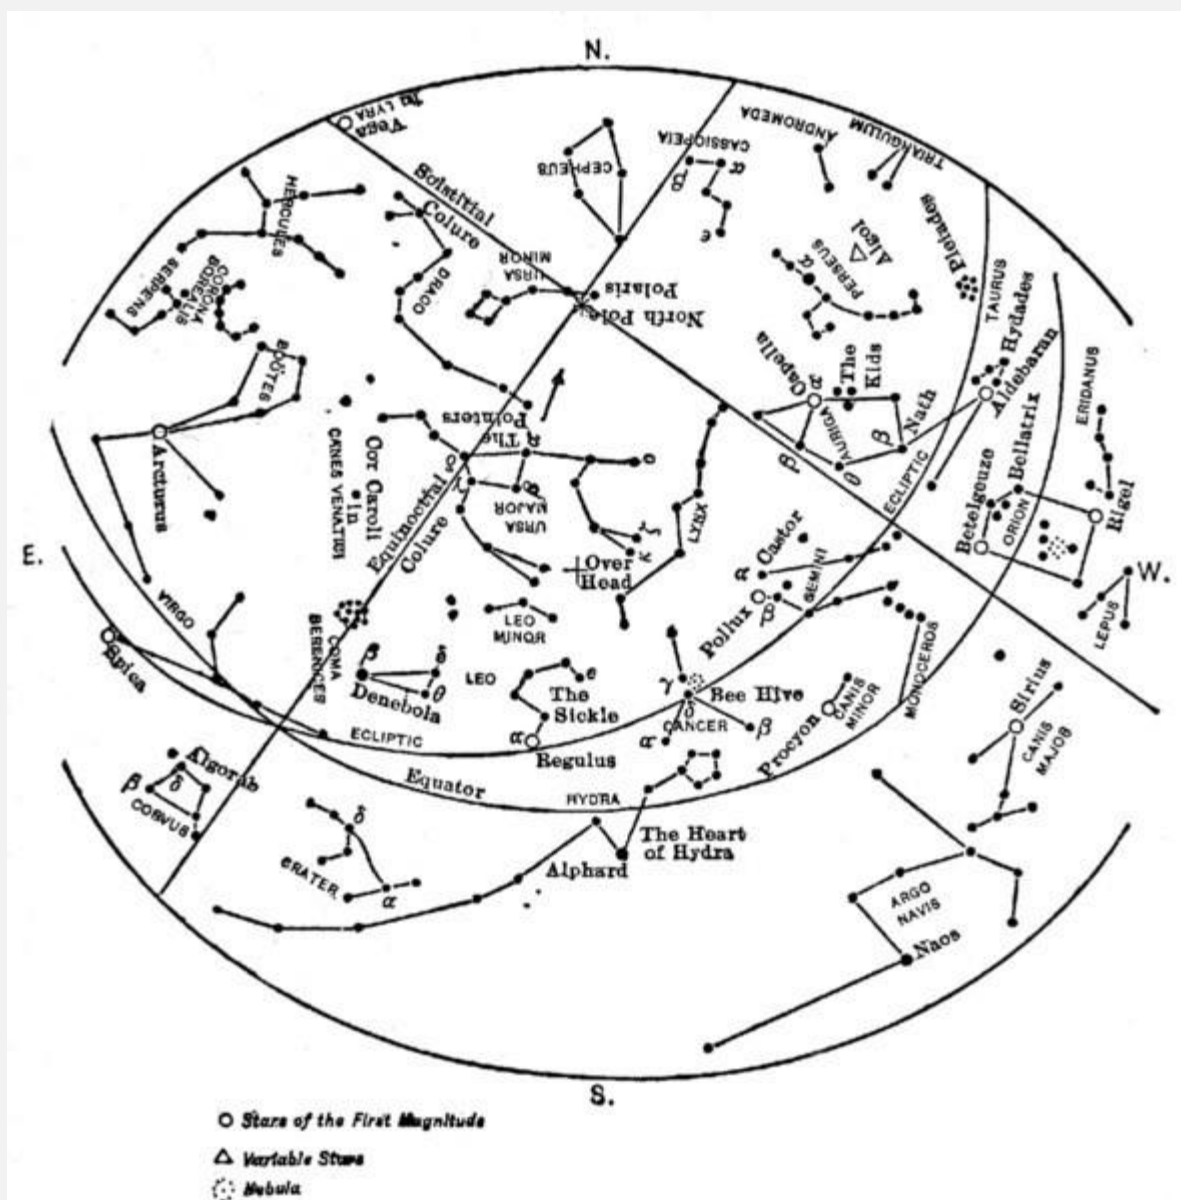 N.
Vega
In LYRA
Solstitial
Colure
CEPHEUS
CASSIOPEIA
α
β
ε
ANDROMEDA
TRIANGULUM
HERCULES
SERPENS
CORONA
BOREALIS
DRACO
URSA
MINOR
Polaris
North Pole
Algol
PERSEUS
α
Pleiades
TAURUS
Hydades
Aldebaran
ERIDANUS
BOÖTES
Arcturus
CANES VENATICI
Cor Caroli
In
The
Pointers
α
β
δ
ζ
URSA
MAJOR
ο
ζ
κ
Capella
α
The
Kids
AURIGA
β
θ
β
Nath
ECLIPTIC
Betelgeuze
Bellatrix
ORION
Rigel
Equinoctial
Colure
LYNX
Over
Head
Castor
α
GEMINI
Pollux
β
E.
W.
LEPUS
VIRGO
Spica
COMA
BERENICES
LEO
MINOR
β
δ
θ
Denebola
LEO
ε
The
Sickle
α
Regulus
γ
δ
Bee Hive
CANCER
α
β
Procyon
CANIS
MINOR
MONOCEROS
Sirius
CANIS
MAJOR
ECLIPTIC
Equator
HYDRA
Algorab
β
δ
CORVUS
δ
CRATER
α
Alphard
The Heart
of Hydra
ARGO
NAVIS
Naos
S.
Stars of the First Magnitude
Variable Stars
Nebula